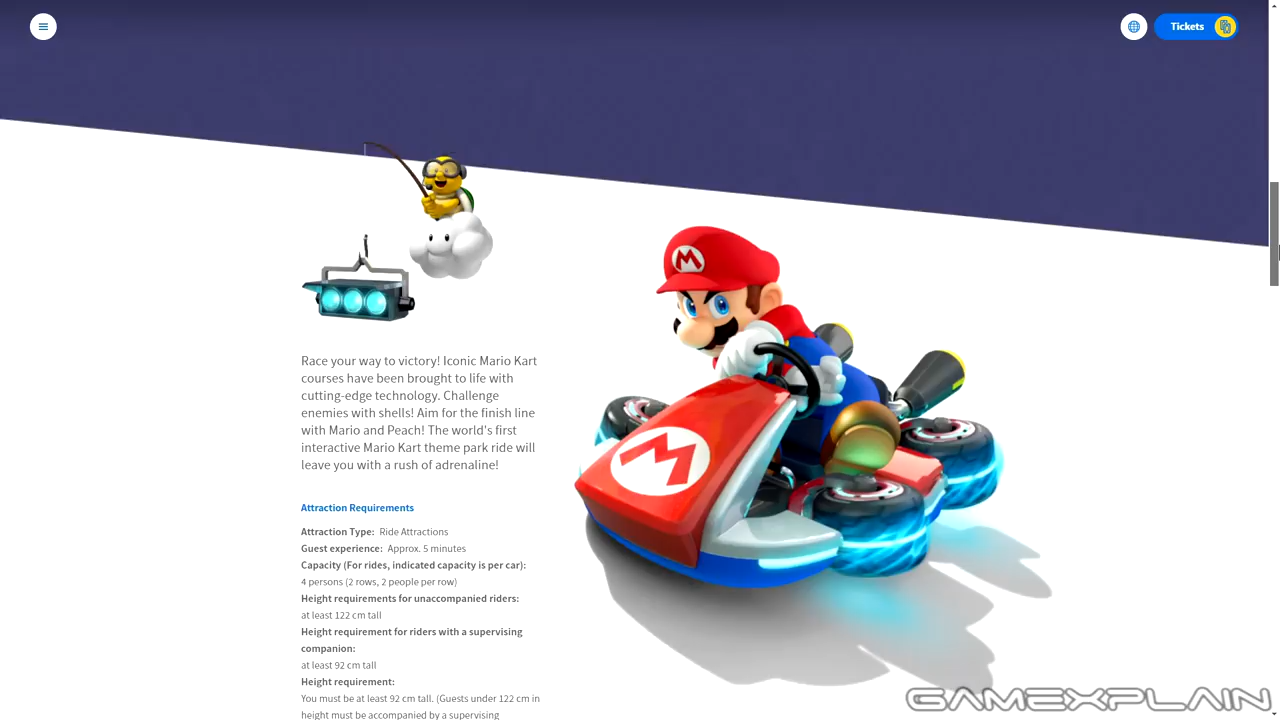 Tickets
M
M
Race your way to victory! Iconic Mario Kart
courses have been brought to life with
cutting-edge technology. Challenge
enemies with shells! Aim for the finish line
with Mario and Peach! The world's first
interactive Mario Kart theme park ride will
leave you with a rush of adrenaline!
Attraction Requirements
Attraction Type: Ride Attractions
Guest experience: Approx. 5 minutes
Capacity (For rides, indicated capacity is per car):
4 persons (2 rows, 2 people per row)
Height requirements for unaccompanied riders:
at least 122 cm tall
Height requirement for riders with a supervising
companion:
at least 92 cm tall
Height requirement:
You must be at least 92 cm tall. (Guests under 122 cm in
height must be accompanied by a supervising
GAMEXPLAIN